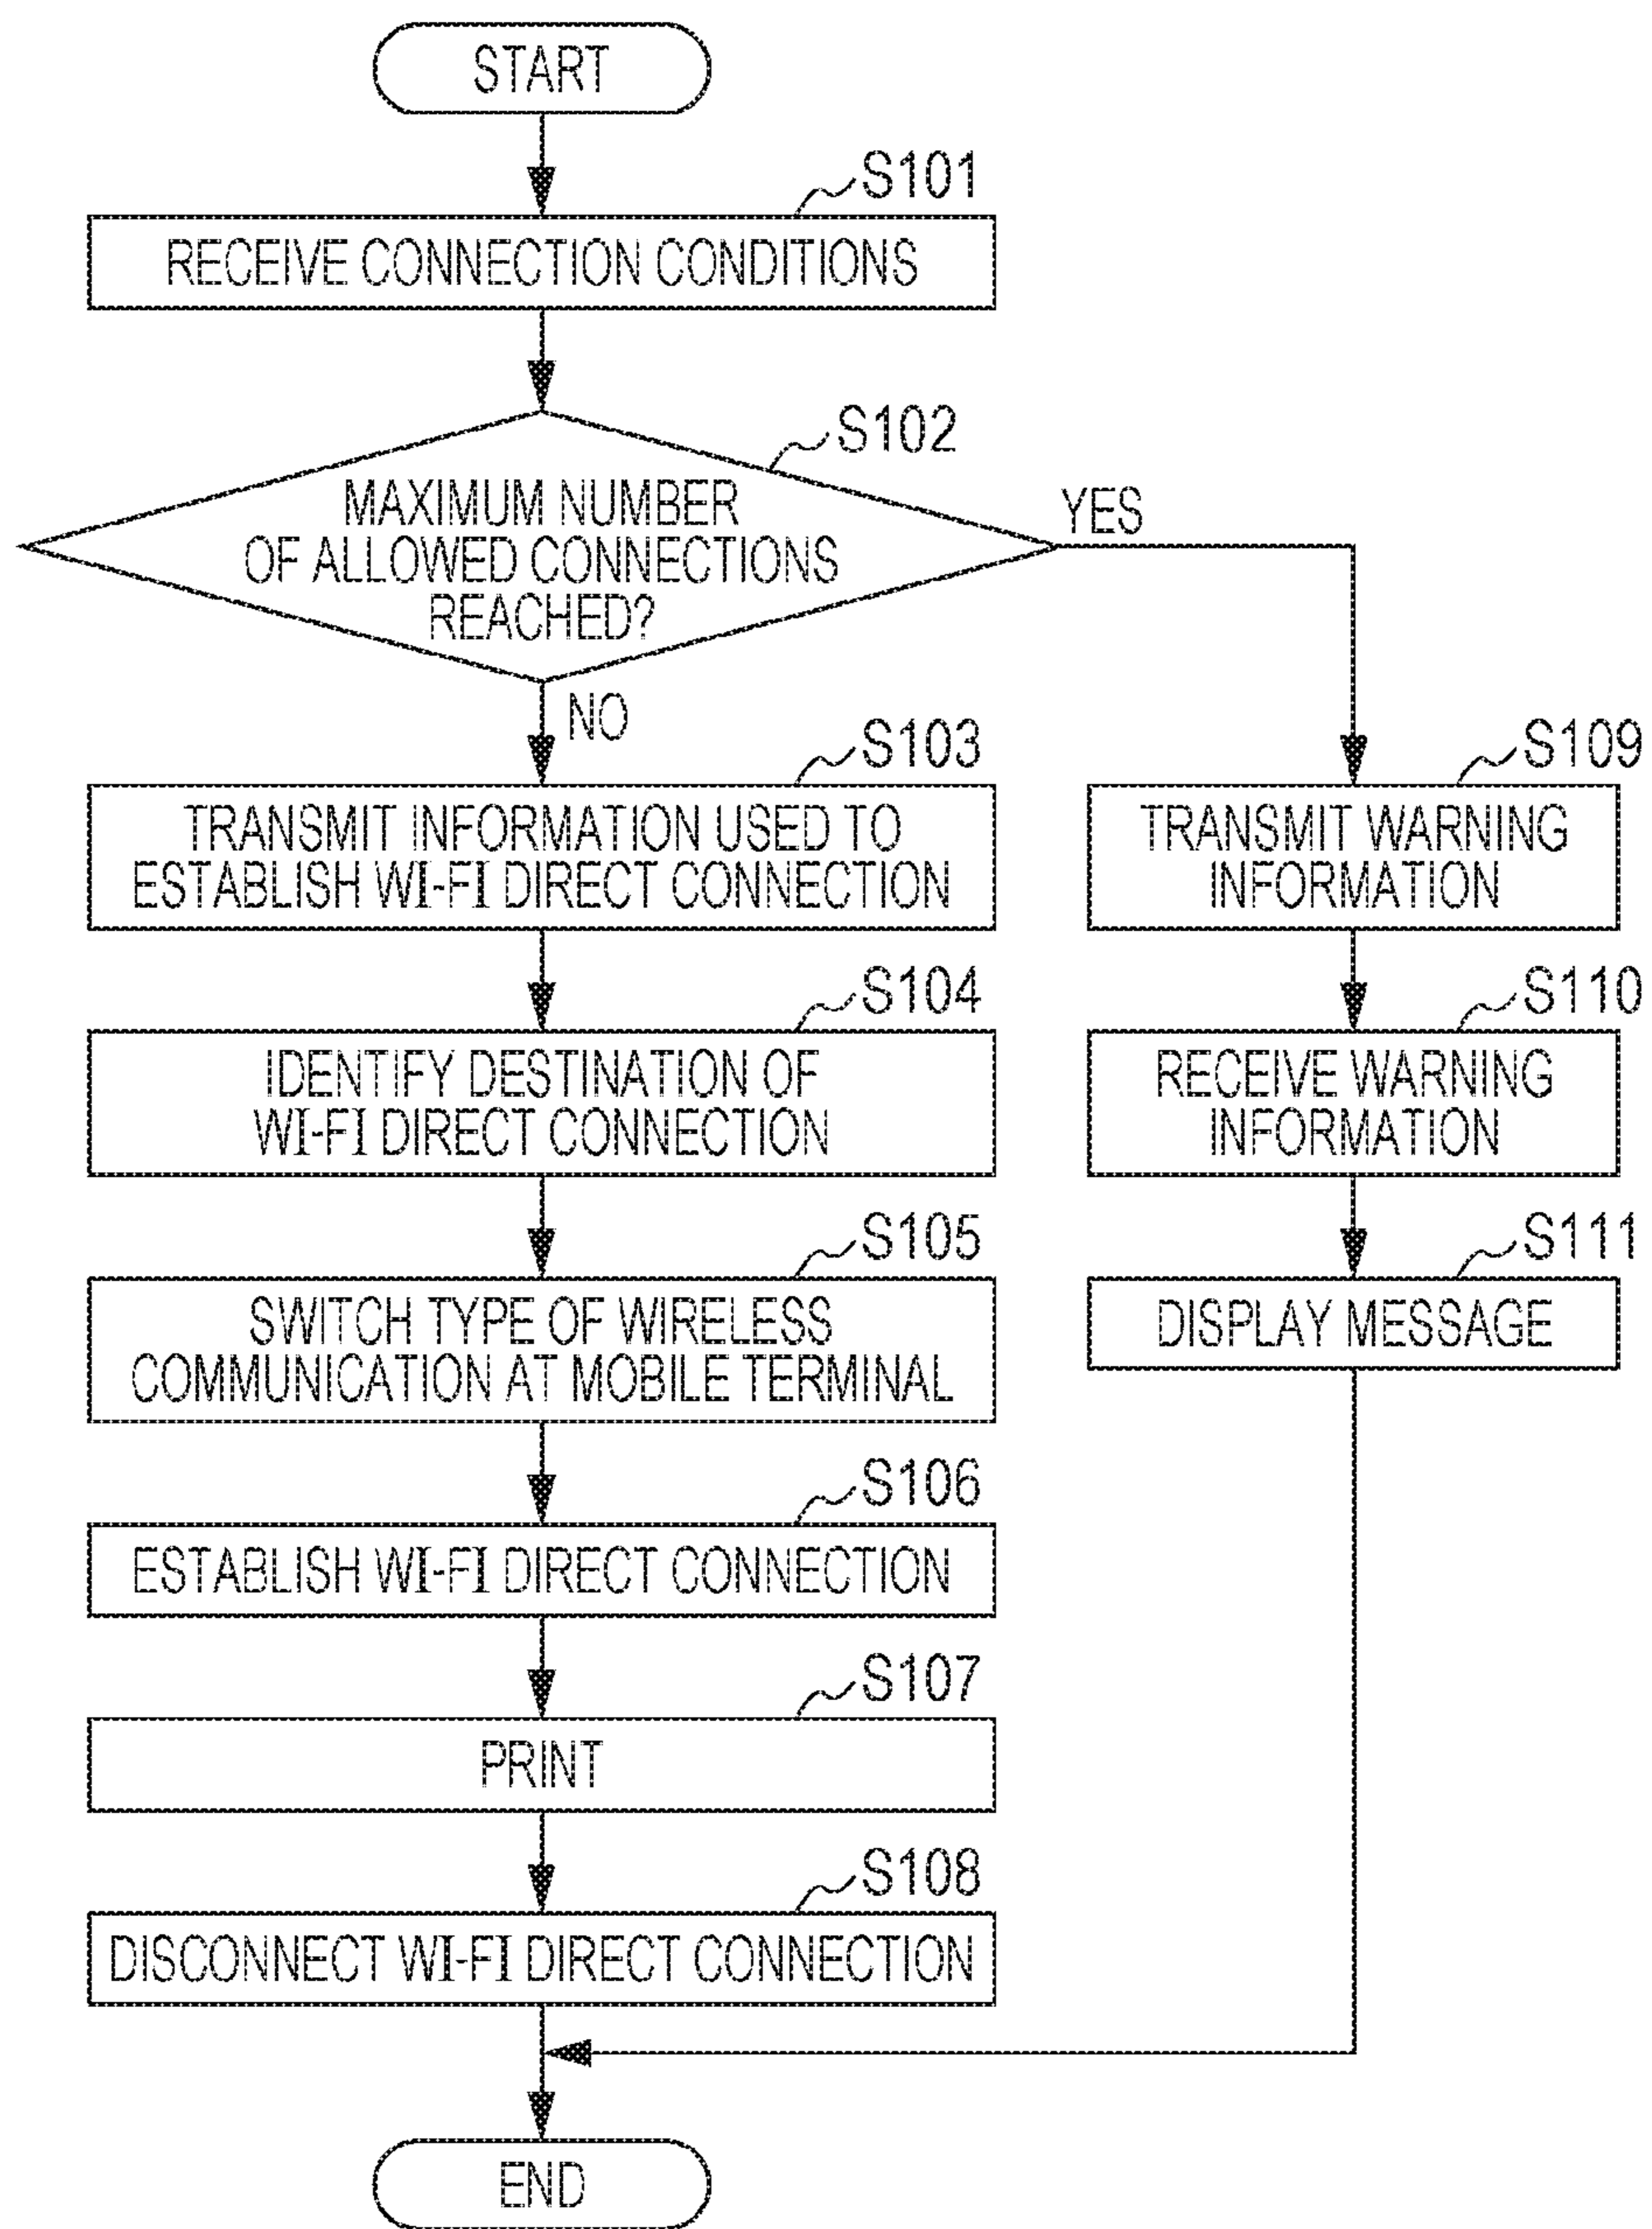 START
S101
RECEIVE CONNECTION CONDITIONS
S102
MAXIMUM NUMBER
OF ALLOWED CONNECTIONS
REACHED?
YES
NO
S103
TRANSMIT INFORMATION USED TO
ESTABLISH WI-FI DIRECT CONNECTION
S109
TRANSMIT WARNING
INFORMATION
S104
IDENTIFY DESTINATION OF
WI-FI DIRECT CONNECTION
S110
RECEIVE WARNING
INFORMATION
S105
SWITCH TYPE OF WIRELESS
COMMUNICATION AT MOBILE TERMINAL
S111
DISPLAY MESSAGE
S106
ESTABLISH WI-FI DIRECT CONNECTION
S107
PRINT
S108
DISCONNECT WI-FI DIRECT CONNECTION
END